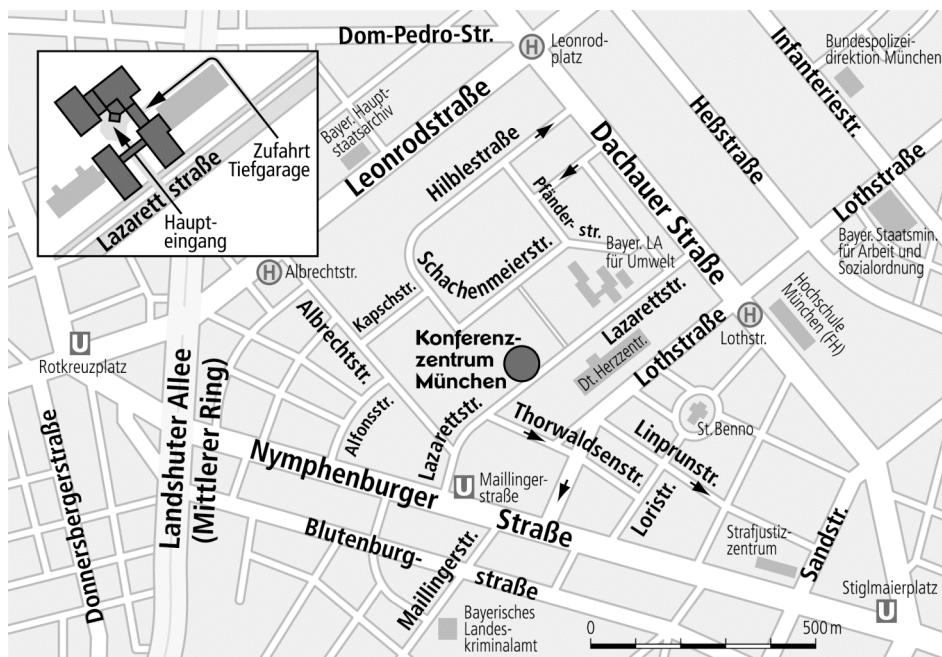 Dom-Pedro-Str.
H
Leonrod-
platz
Infanteriestr.
Bundespolizei-
direktion München
Zufahrt
Tiefgarage
Lazarettstraße
Haupt-
eingang
Bayer. Haupt-
staatsarchiv
Leonrodstraße
Hilblestraße
Dachauer Straße
Heßstraße
Lothstraße
Pfänder-
str.
Bayer. Staatsmin.
für Arbeit und
Sozialordnung
Schachenmeierstr.
Bayer. LA
für Umwelt
H
Albrechtstr.
Kapschstr.
Albrechtstr.
Lazarettstr.
H
Lothstr.
Hochschule
München (FH)
U
Rotkreuzplatz
Konferenz-
zentrum
München
Dt. Herzzentr.
Lothstraße
Landshuter Allee
(Mittlerer Ring)
Donnersbergerstraße
Alfonsstr.
Lazarettstr.
Thorwaldsenstr.
Linprunstr.
St. Benno
Nymphenburger
Straße
U
Maillinger-
straße
Loristr.
Blutenburg-
straße
Maillingerstr.
Strafjustiz-
zentrum
Sandstr.
Stiglmaierplatz
U
Bayerisches
Landes-
kriminalamt
0
500 m